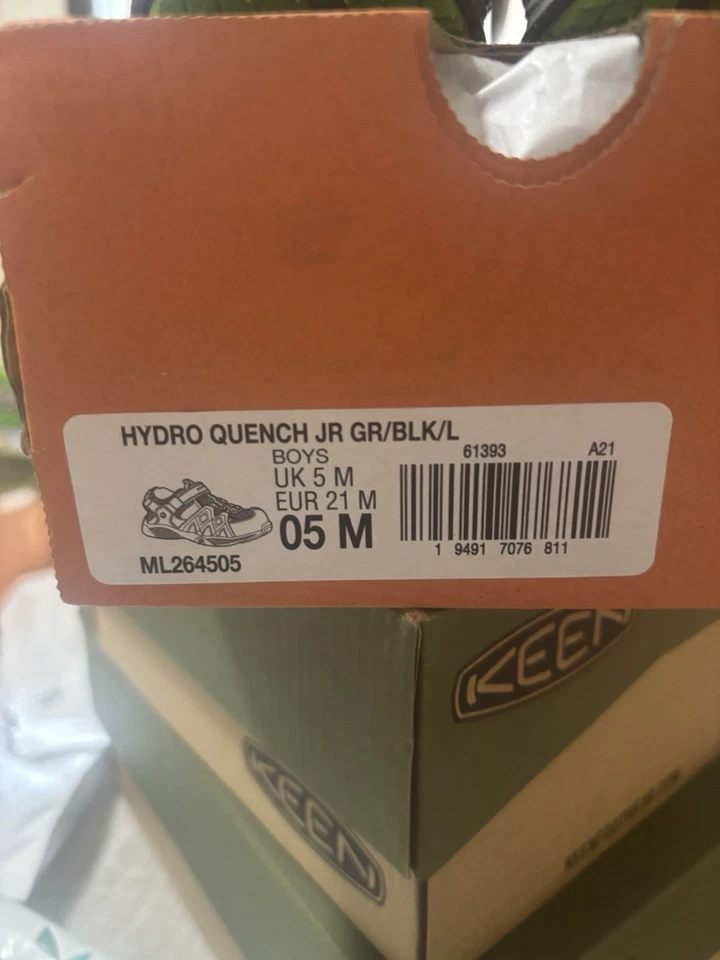 HYDRO QUENCH JR GR/BLK/L
BOYS
UK 5 M
EUR 21 M
05 M
ML264505
61393 A21
1 9491 7076 811
KEEN
KEEN